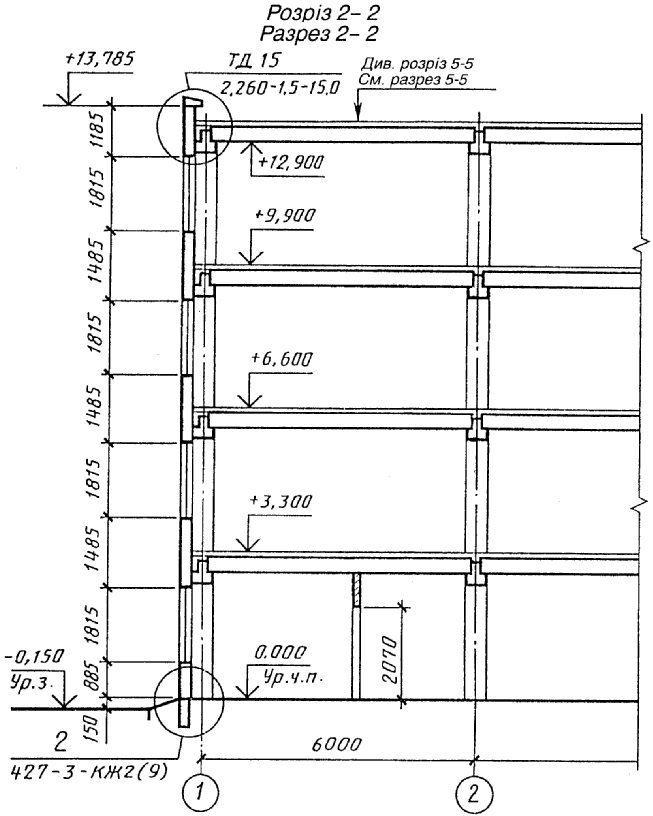 Розріз 2-2
Разрез 2-2
+13,785
ТД 15
2,260-1,5-15,0
Див. розріз 5-5
См. разрез 5-5
1185
+12,900
1815
+9,900
1485
1815
+6,600
1485
1815
+3,300
1485
1815
2070
-0,150
Ур.з.
0.000
Ур.ч.п.
885
150
2
427-3-КЖ2(9)
6000
1
2